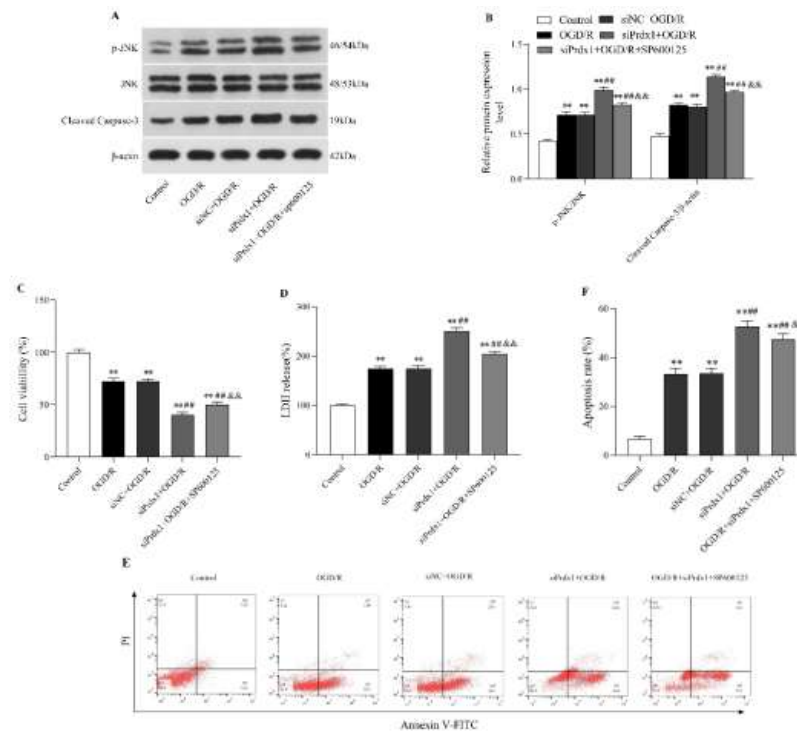 A
p-JNK
46/54kDa
JNK
48/53kDa
Cleaved Caspase-3
19kDa
β-actin
42kDa
Control
OGD/R
siNC+OGD/R
siPrdx1+OGD/R
siPrdx1+OGD/R+sp600125
B
Control
siNC OGD/R
OGD/R
siPrdx1+OGD/R
siPrdx1+OGD/R+SP600125
Relative protein expression
level
1.5
1.0
0.5
0.0
** ** **## **##&&
** ** **## **##&&
p-JNK/JNK
Cleaved Caspase-3/β-actin
C
Cell viability (%)
150
100
50
0
** ** **## **##&&
Control
OGD/R
siNC+OGD/R
siPrdx1+OGD/R
siPrdx1+OGD/R+SP600125
D
LDH release(%)
300
200
100
0
** ** **## **##&&
Control
OGD/R
siNC+OGD/R
siPrdx1+OGD/R
siPrdx1+OGD/R+SP600125
F
Apoptosis rate (%)
60
40
20
0
** ** **## **##&
Control
OGD/R
siNC+OGD/R
siPrdx1+OGD/R
OGD/R+siPrdx1+SP600125
E
Control
OGD/R
siNC+OGD/R
siPrdx1+OGD/R
OGD/R+siPrdx1+SP600125
PI
Annexin V-FITC